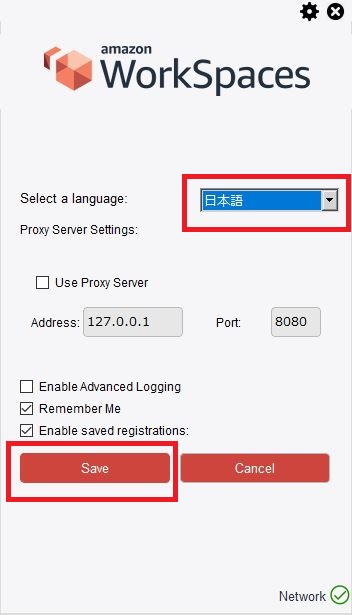 amazon
WorkSpaces
Select a language: 日本語
Proxy Server Settings:
Use Proxy Server
Address: 127.0.0.1 Port: 8080
Enable Advanced Logging
Remember Me
Enable saved registrations:
Save Cancel
Network